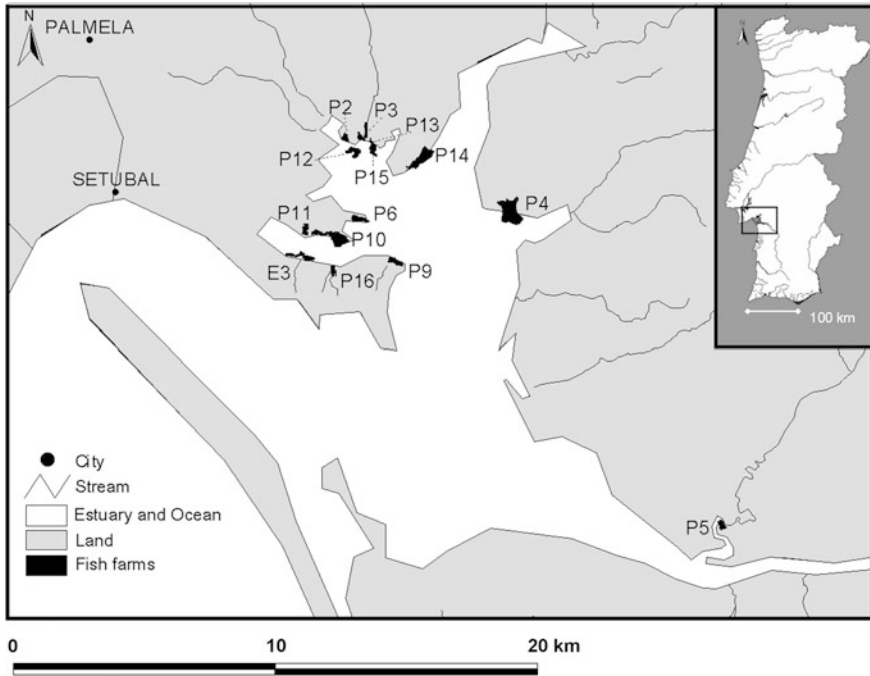 N
PALMELA
SETUBAL
P2
P3
P13
P12
P15
P14
P4
P11
P6
P10
E3
P16
P9
P5
City
Stream
Estuary and Ocean
Land
Fish farms
N
100 km
0
10
20 km